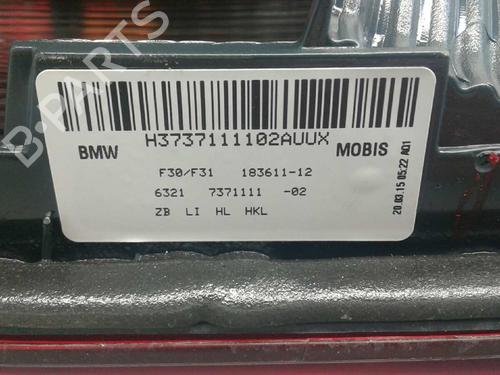 H3737111102AUUX
BMW
MOBIS
F30/F31 183611-12
6321 7371111 -02
ZB LI HL HKL
20.03.15 05:22 A01
B-PARTS